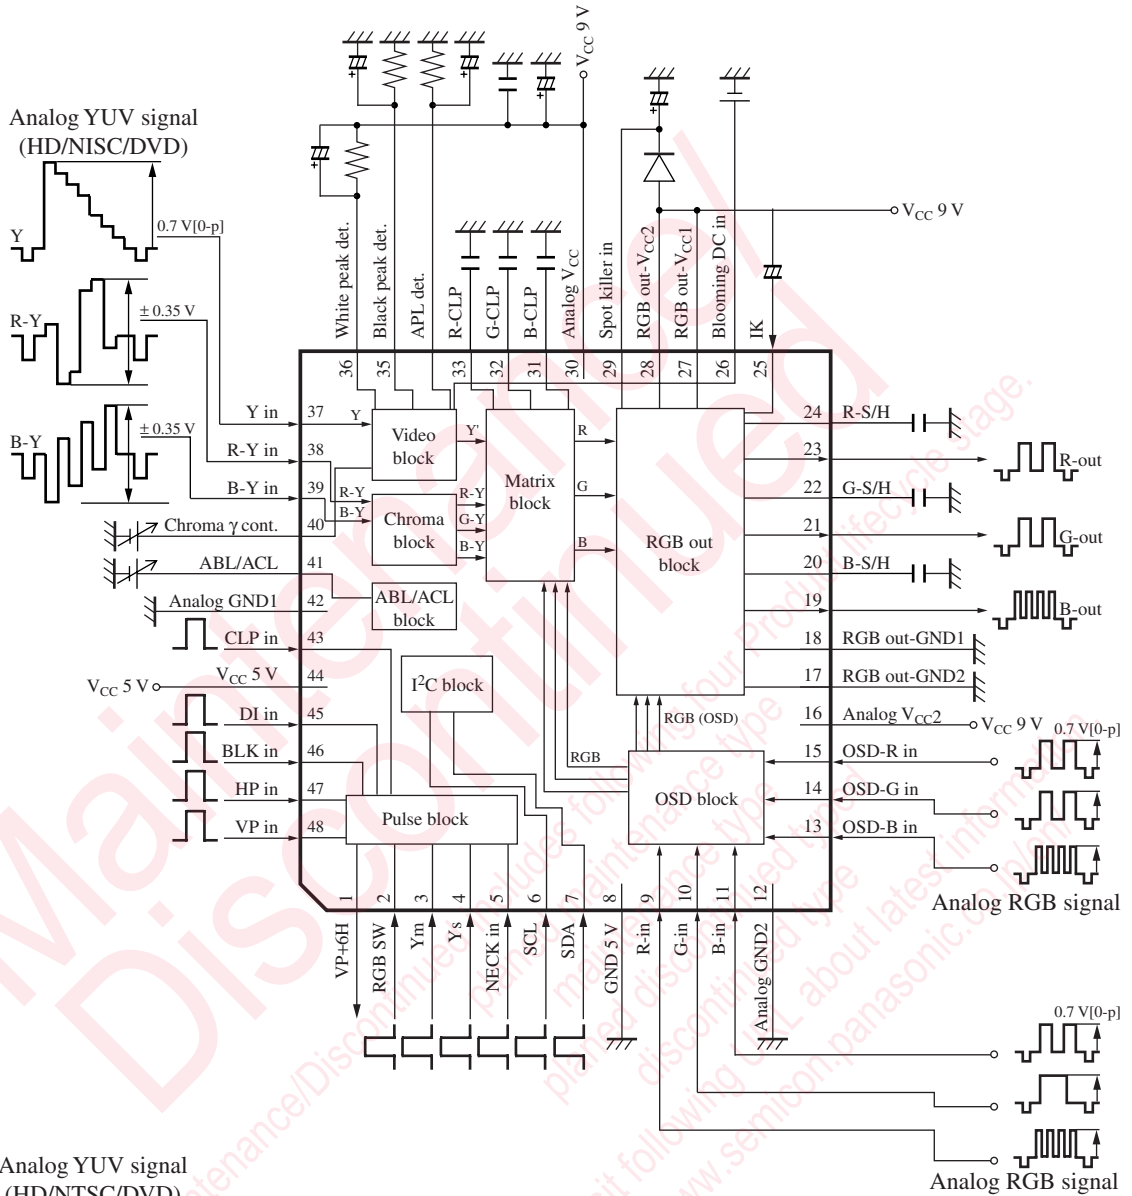 V_CC 9 V
Analog YUV signal
(HD/NISC/DVD)
Y
0.7 V[0-p]
R-Y
± 0.35 V
B-Y
± 0.35 V
White peak det.
Black peak det.
APL det.
R-CLP
G-CLP
B-CLP
Analog V_CC
Spot killer in
RGB out-V_CC2
RGB out-V_CC1
Blooming DC in
IK
V_CC 9 V
36 35 34 33 32 31 30 29 28 27 26 25
Y in 37
R-Y in 38
B-Y in 39
Chroma γ cont. 40
ABL/ACL 41
Analog GND1 42
CLP in 43
V_CC 5 V V_CC 5 V 44
DI in 45
BLK in 46
HP in 47
VP in 48
Y
Video
block
Y'
R-Y
B-Y
Chroma
block
R-Y
G-Y
B-Y
Matrix
block
R
G
B
ABL/ACL
block
I²C block
RGB out
block
RGB (OSD)
RGB
OSD block
Pulse block
24 R-S/H
23 R-out
22 G-S/H
21 G-out
20 B-S/H
19 B-out
18 RGB out-GND1
17 RGB out-GND2
16 Analog V_CC2 V_CC 9 V
0.7 V[0-p]
15 OSD-R in
14 OSD-G in
13 OSD-B in
Analog RGB signal
1 2 3 4 5 6 7 8 9 10 11 12
VP+6H
RGB SW
Ym
Ys
NECK in
SCL
SDA
GND 5 V
R-in
G-in
B-in
Analog GND2
0.7 V[0-p]
Analog RGB signal
Analog YUV signal
(HD/NTSC/DVD)
Maintenance/
Discontinued